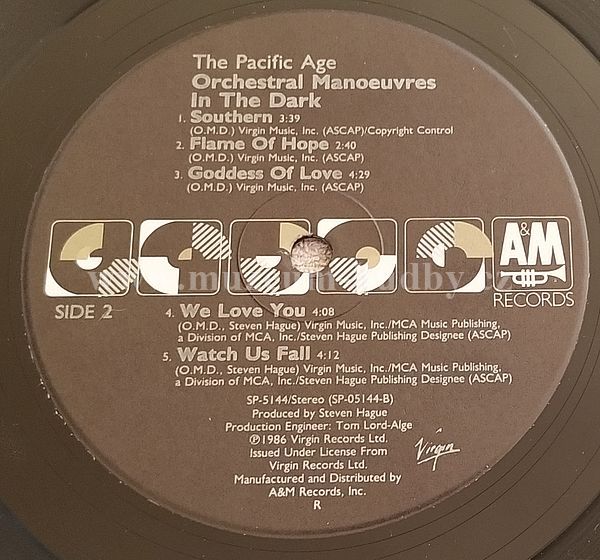 The Pacific Age
Orchestral Manoeuvres
In The Dark
1. Southern 3:39
(O.M.D.) Virgin Music, Inc. (ASCAP)/Copyright Control
2. Flame Of Hope 2:40
(O.M.D.) Virgin Music, Inc. (ASCAP)
3. Goddess Of Love 4:29
(O.M.D.) Virgin Music, Inc. (ASCAP)
A&M
RECORDS
SIDE 2
4. We Love You 4:08
(O.M.D., Steven Hague) Virgin Music, Inc./MCA Music Publishing,
a Division of MCA, Inc./Steven Hague Publishing Designee (ASCAP)
5. Watch Us Fall 4:12
(O.M.D., Steven Hague) Virgin Music, Inc./MCA Music Publishing,
a Division of MCA, Inc./Steven Hague Publishing Designee (ASCAP)
SP-5144/Stereo (SP-05144-B)
Produced by Steven Hague
Production Engineer: Tom Lord-Alge
℗1986 Virgin Records Ltd.
Issued Under License From
Virgin Records Ltd.
Manufactured and Distributed by
A&M Records, Inc.
R
Virgin